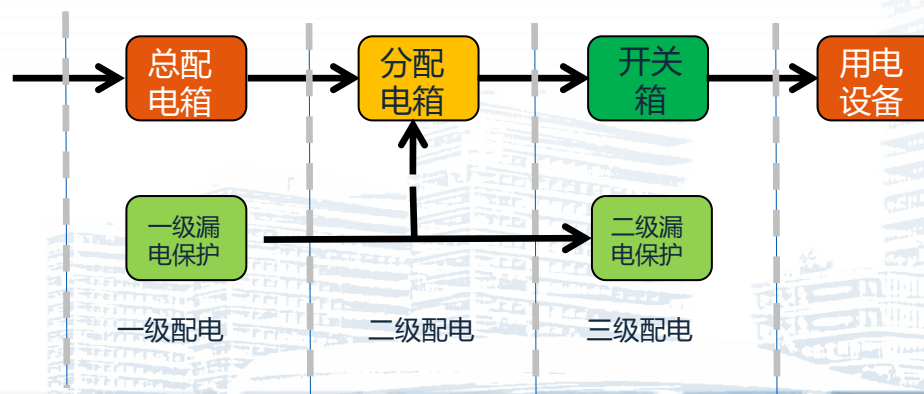 总配
电箱
分配
电箱
开关
箱
用电
设备
一级漏
电保护
二级漏
电保护
一级配电
二级配电
三级配电